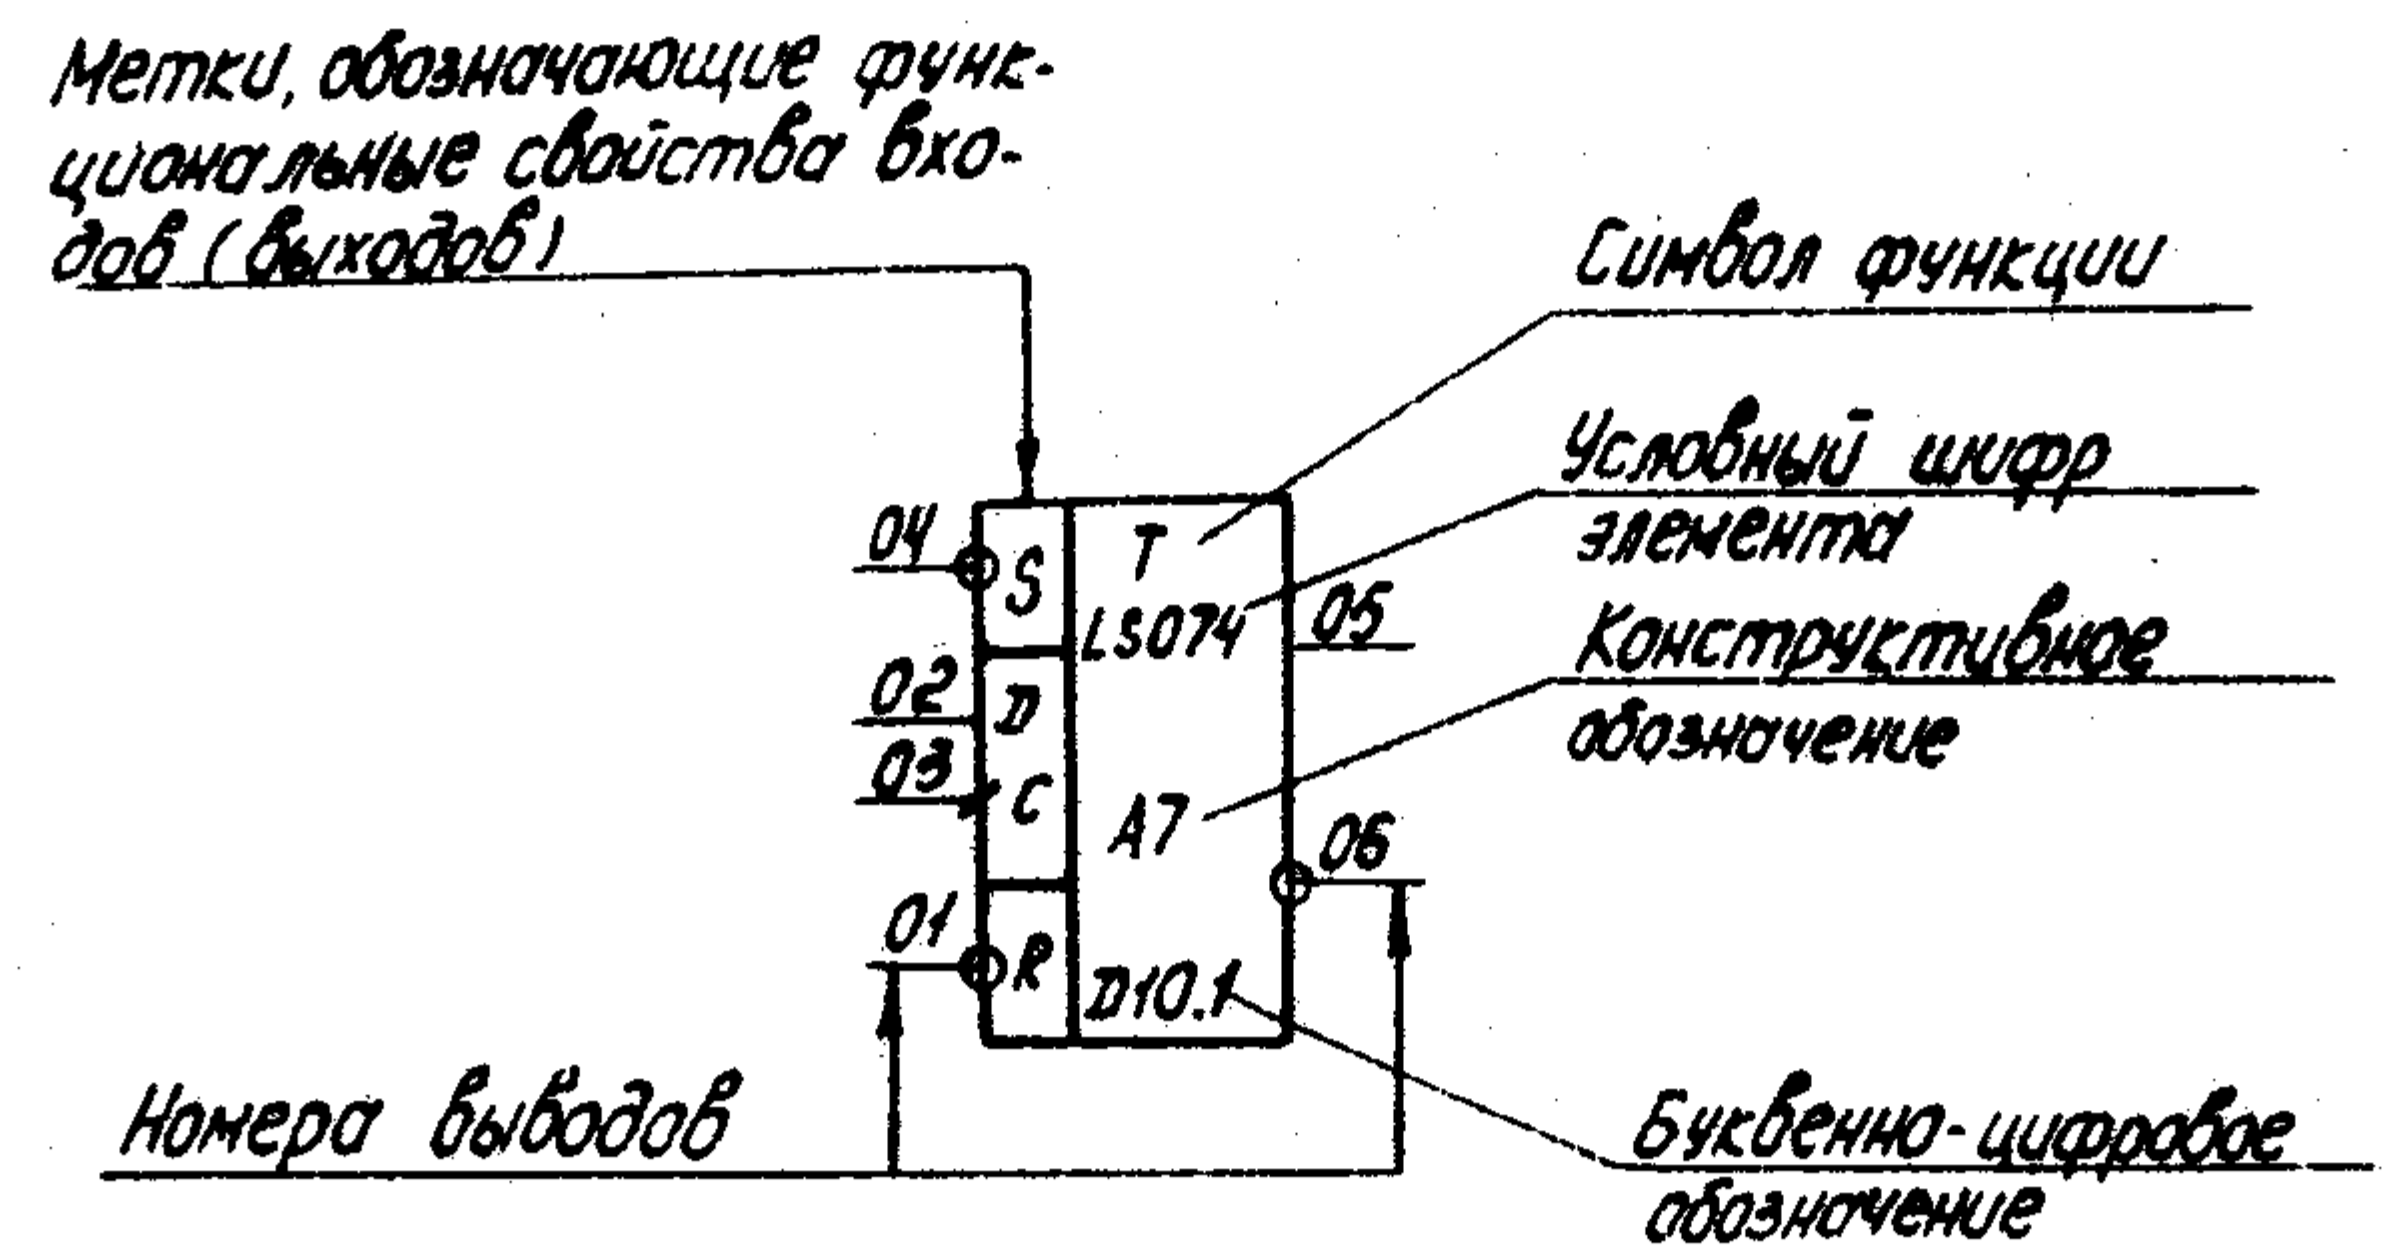 Метки, обозначающие функ-
циональные свойства вхо-
дов (выходов)
Символ функции
Условный шифр
элемента
Конструктивное
обозначение
04
S
T
LS074
05
02
D
03
C
A7
06
01
R
D10.1
Номера выводов
Буквенно-цифровое
обозначение